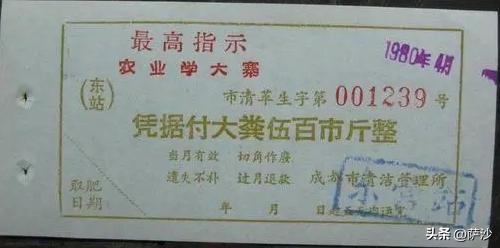 最高指示
农业学大寨
1980年4月
(东站)
市清革生字第 001239 号
凭据付大粪伍百市斤整
当月有效 切角作废
遗失不补 过月退款 成都市清洁管理所
取肥日期 年 月 日
头条 @萨沙